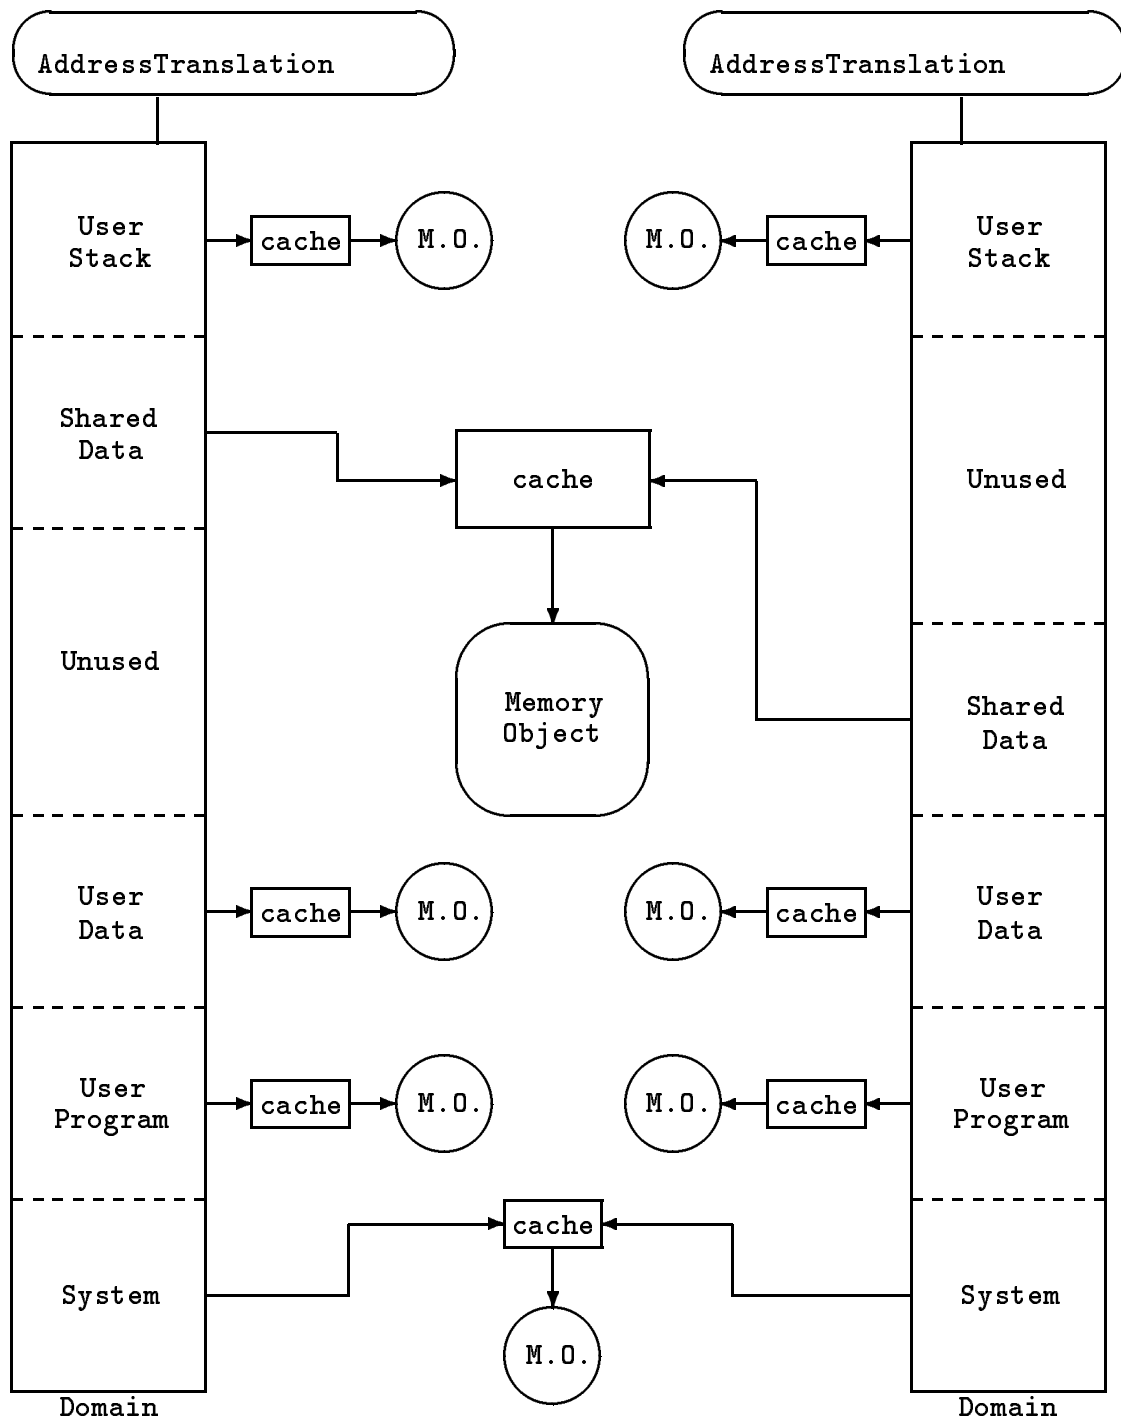 AddressTranslation
AddressTranslation
User
Stack
cache
M.O.
M.O.
cache
User
Stack
Shared
Data
cache
Unused
Unused
Memory
Object
Shared
Data
User
Data
cache
M.O.
M.O.
cache
User
Data
User
Program
cache
M.O.
M.O.
cache
User
Program
System
cache
M.O.
System
Domain
Domain